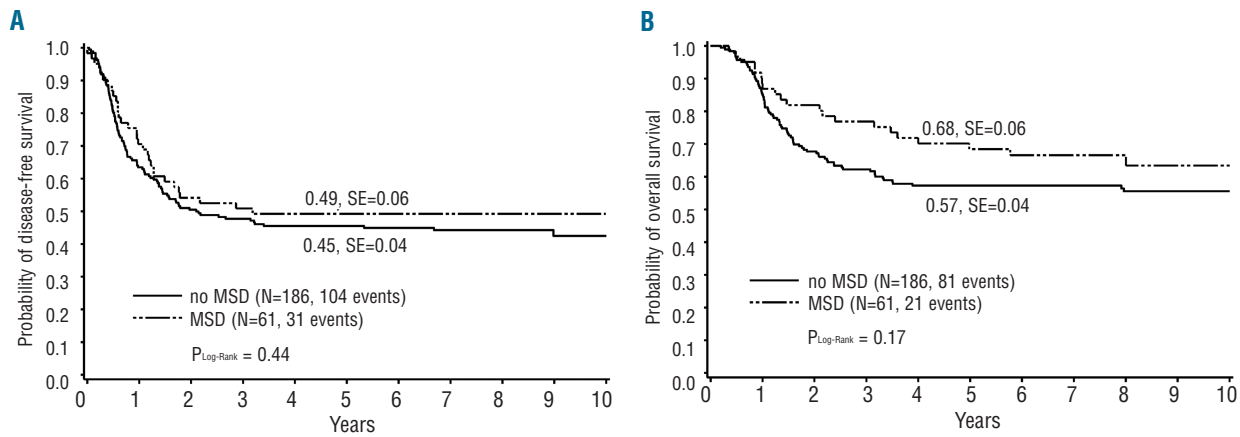 A
Probability of disease-free survival
1.0
0.9
0.8
0.7
0.6
0.5
0.4
0.3
0.2
0.1
0.0
0.49, SE=0.06
0.45, SE=0.04
no MSD (N=186, 104 events)
MSD (N=61, 31 events)
PLog-Rank = 0.44
0 1 2 3 4 5 6 7 8 9 10
Years
B
Probability of overall survival
1.0
0.9
0.8
0.7
0.6
0.5
0.4
0.3
0.2
0.1
0.0
0.68, SE=0.06
0.57, SE=0.04
no MSD (N=186, 81 events)
MSD (N=61, 21 events)
PLog-Rank = 0.17
0 1 2 3 4 5 6 7 8 9 10
Years